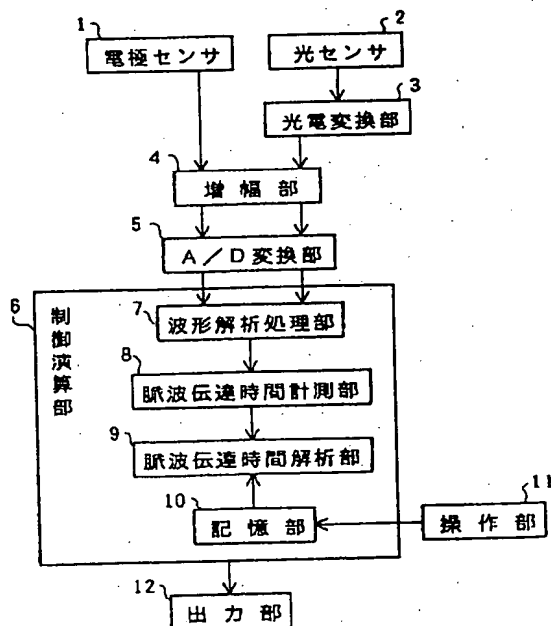 1
電極センサ
2
光センサ
3
光電変換部
4
増幅部
5
A/D変換部
6
制御演算部
7
波形解析処理部
8
脈波伝達時間計測部
9
脈波伝達時間解析部
10
記憶部
11
操作部
12
出力部